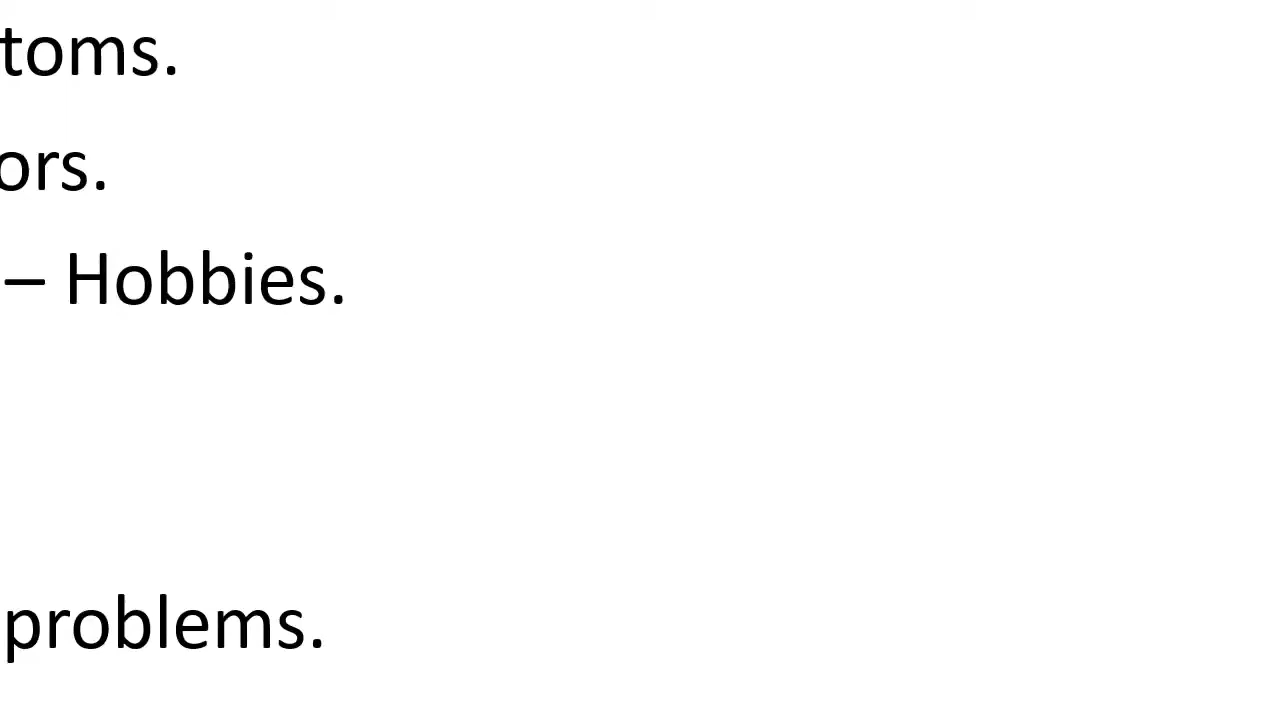 toms.
ors.
– Hobbies.
problems.